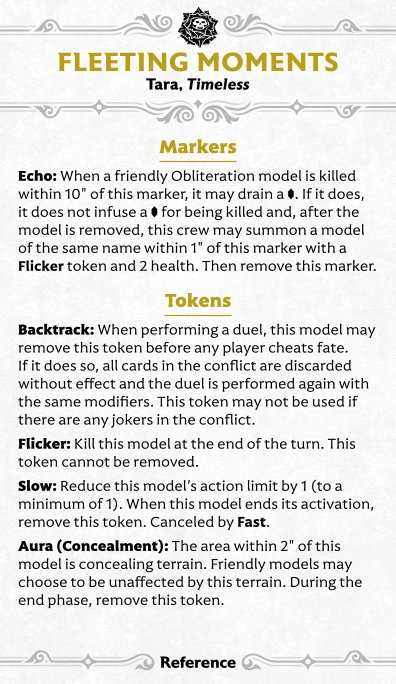 FLEETING MOMENTS
Tara, Timeless
Markers
Echo: When a friendly Obliteration model is killed
within 10" of this marker, it may drain a . If it does,
it does not infuse a for being killed and, after the
model is removed, this crew may summon a model
of the same name within 1" of this marker with a
Flicker token and 2 health. Then remove this marker.
Tokens
Backtrack: When performing a duel, this model may
remove this token before any player cheats fate.
If it does so, all cards in the conflict are discarded
without effect and the duel is performed again with
the same modifiers. This token may not be used if
there are any jokers in the conflict.
Flicker: Kill this model at the end of the turn. This
token cannot be removed.
Slow: Reduce this model's action limit by 1 (to a
minimum of 1). When this model ends its activation,
remove this token. Canceled by Fast.
Aura (Concealment): The area within 2" of this
model is concealing terrain. Friendly models may
choose to be unaffected by this terrain. During the
end phase, remove this token.
Reference